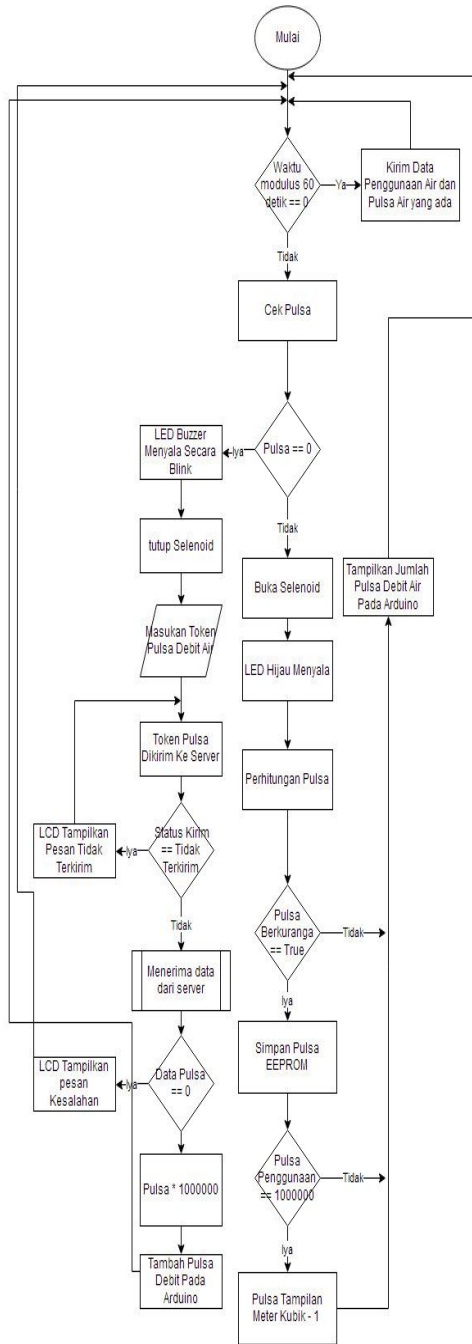 Mulai
Waktu
modulus 60
detik == 0
Ya
Kirim Data
Penggunaan Air dan
Pulsa Air yang ada
Tidak
Cek Pulsa
Pulsa == 0
Iya
LED Buzzer
Menyala Secara
Blink
tutup Selenoid
Masukan Token
Pulsa Debit Air
Token Pulsa
Dikirim Ke Server
Status Kirim
== Tidak
Terkirim
Iya
LCD Tampilkan
Pesan Tidak
Terkirim
Tidak
Menerima data
dari server
Data Pulsa
== 0
Iya
LCD Tampilkan
pesan
Kesalahan
Pulsa * 1000000
Tambah Pulsa
Debit Pada
Arduino
Tidak
Buka Selenoid
LED Hijau Menyala
Perhitungan Pulsa
Pulsa
Berkuranga
== True
Tidak
Iya
Simpan Pulsa
EEPROM
Pulsa
Penggunaan
== 1000000
Tidak
Iya
Pulsa Tampilan
Meter Kubik - 1
Tampilkan Jumlah
Pulsa Debit Air
Pada Arduino